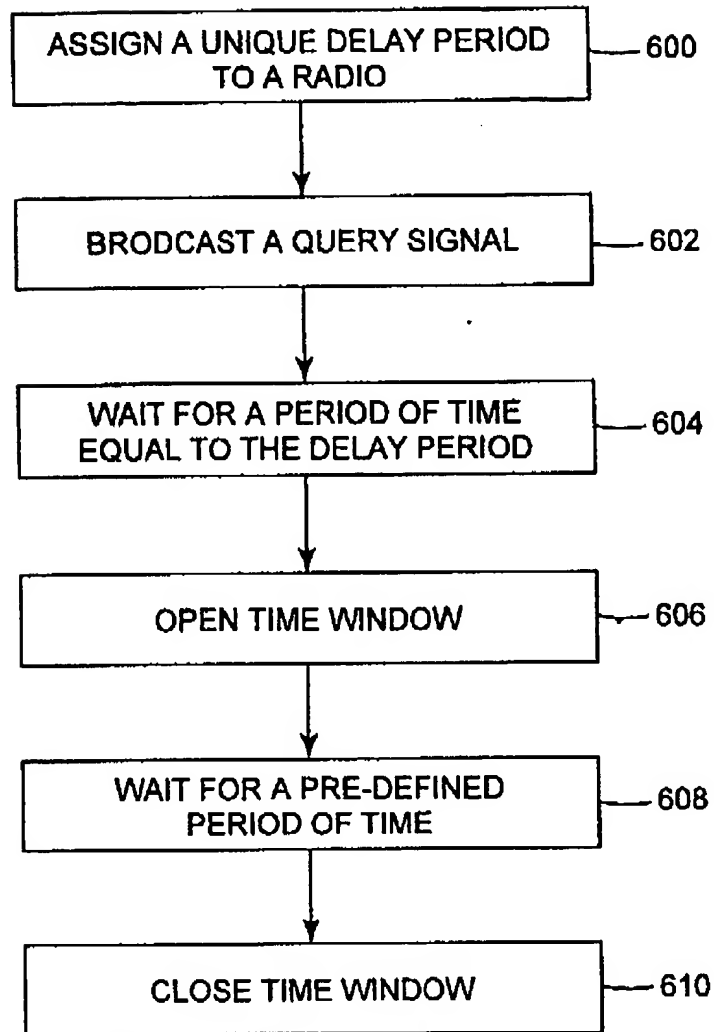 ASSIGN A UNIQUE DELAY PERIOD
TO A RADIO
600
BRODCAST A QUERY SIGNAL
602
WAIT FOR A PERIOD OF TIME
EQUAL TO THE DELAY PERIOD
604
OPEN TIME WINDOW
606
WAIT FOR A PRE-DEFINED
PERIOD OF TIME
608
CLOSE TIME WINDOW
610